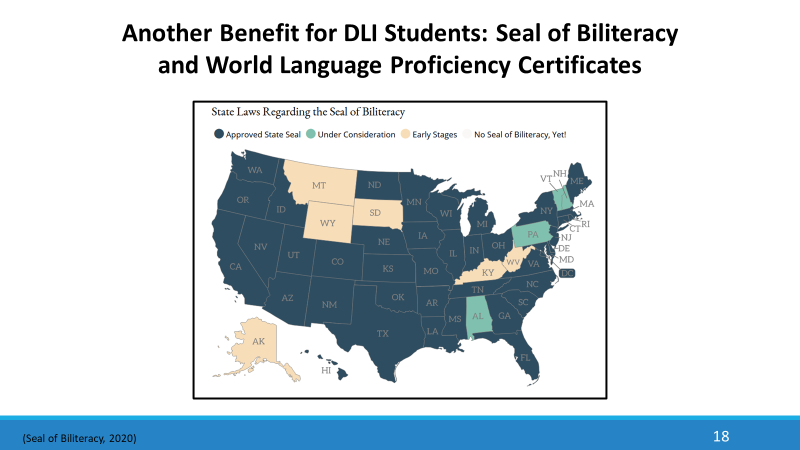 Another Benefit for DLI Students: Seal of Biliteracy
and World Language Proficiency Certificates
State Laws Regarding the Seal of Biliteracy
Approved State Seal Under Consideration Early Stages No Seal of Biliteracy, Yet!
WA
MT
ND
MN
VT
NH
ME
OR
ID
WY
SD
WI
MI
NY
MA
RI
CT
NV
UT
CO
NE
IA
IL
IN
OH
PA
NJ
DE
MD
DC
CA
KS
MO
KY
WV
VA
AZ
NM
OK
AR
TN
NC
SC
TX
LA
MS
AL
GA
FL
AK
HI
(Seal of Biliteracy, 2020)
18